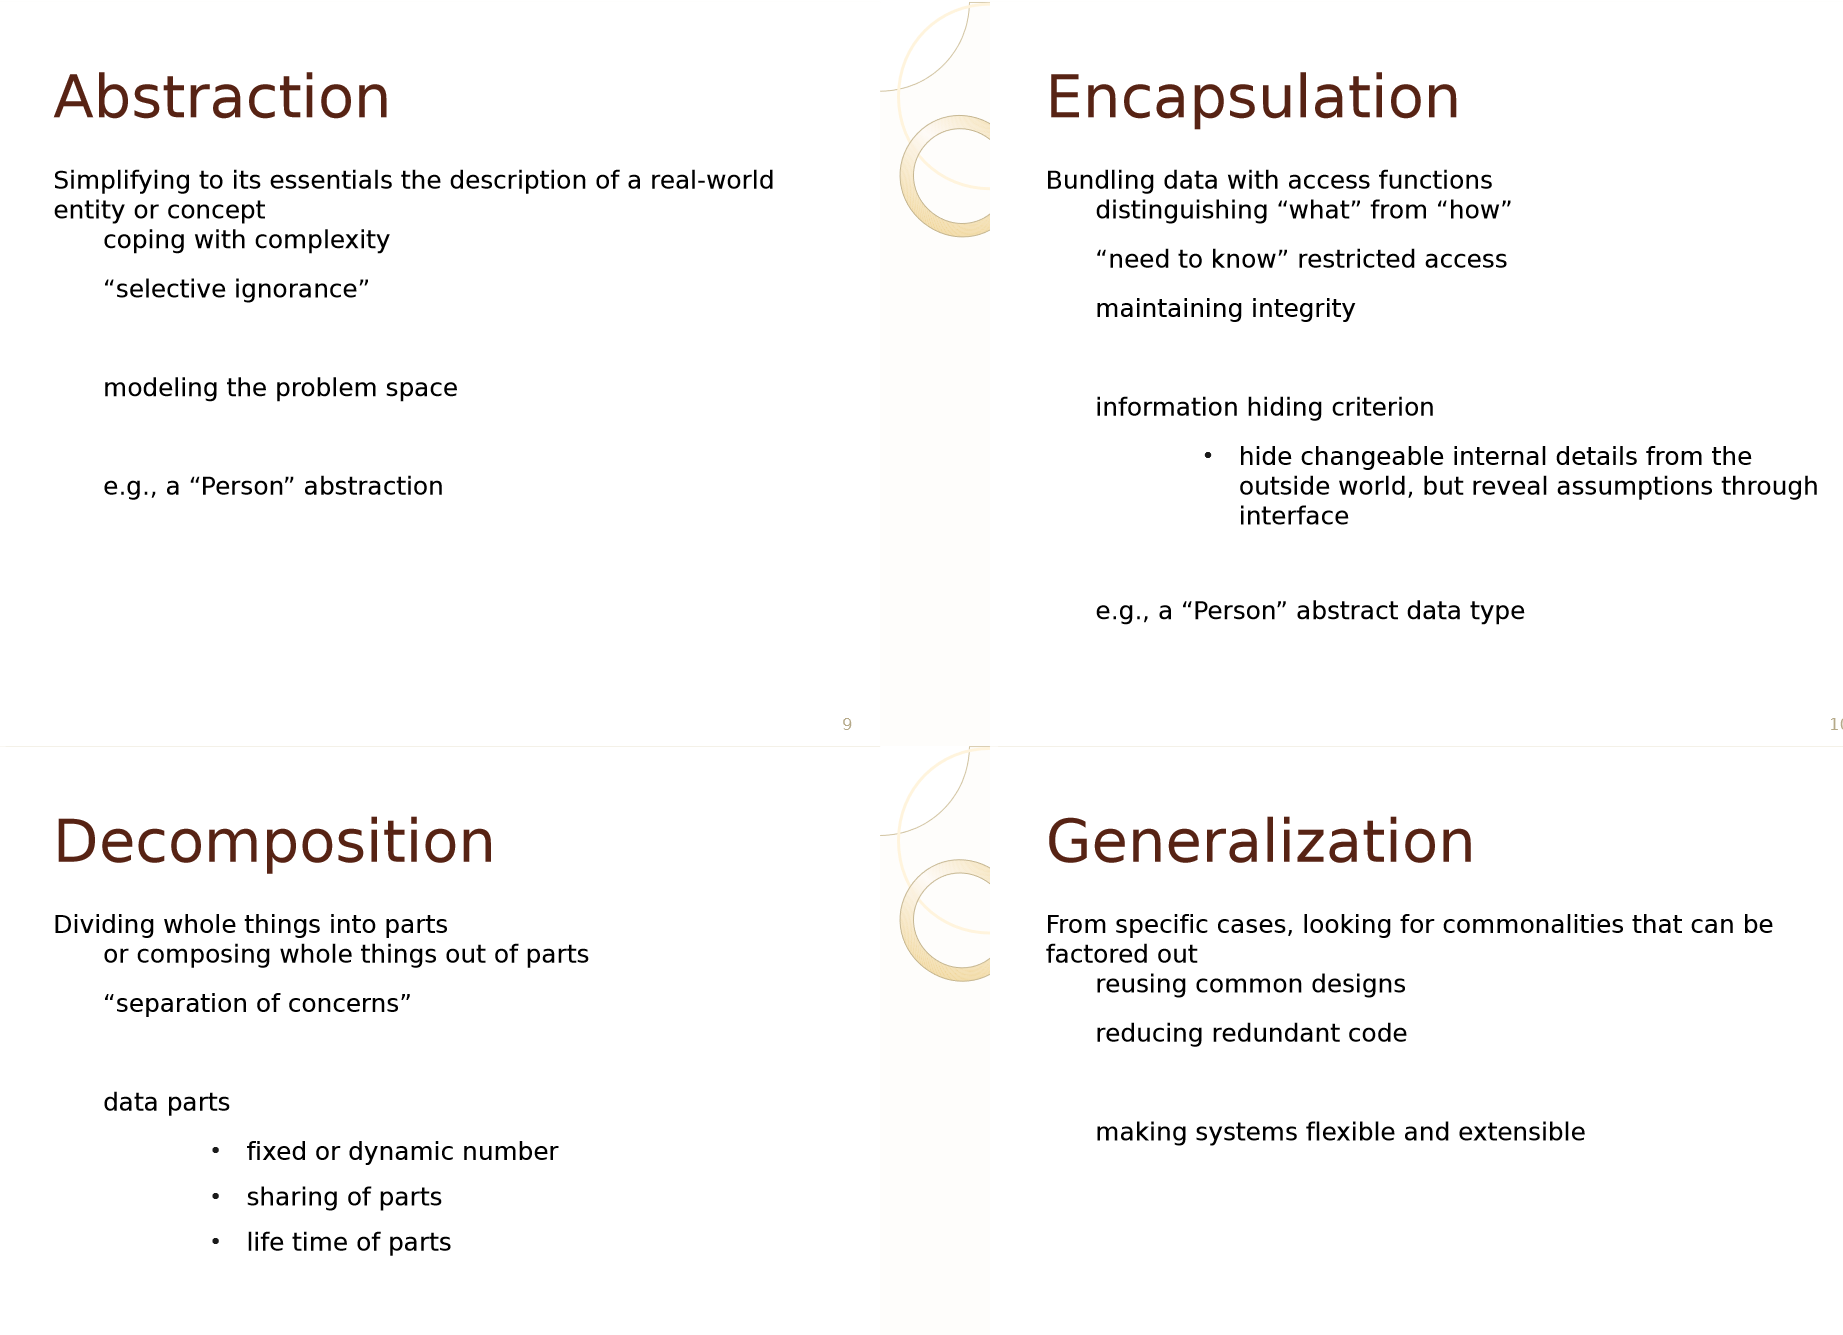 Abstraction
Simplifying to its essentials the description of a real-world
entity or concept
coping with complexity
“selective ignorance”
modeling the problem space
e.g., a “Person” abstraction
9
Encapsulation
Bundling data with access functions
distinguishing “what” from “how”
“need to know” restricted access
maintaining integrity
information hiding criterion
• hide changeable internal details from the
outside world, but reveal assumptions through
interface
e.g., a “Person” abstract data type
10
Decomposition
Dividing whole things into parts
or composing whole things out of parts
“separation of concerns”
data parts
• fixed or dynamic number
• sharing of parts
• life time of parts
Generalization
From specific cases, looking for commonalities that can be
factored out
reusing common designs
reducing redundant code
making systems flexible and extensible